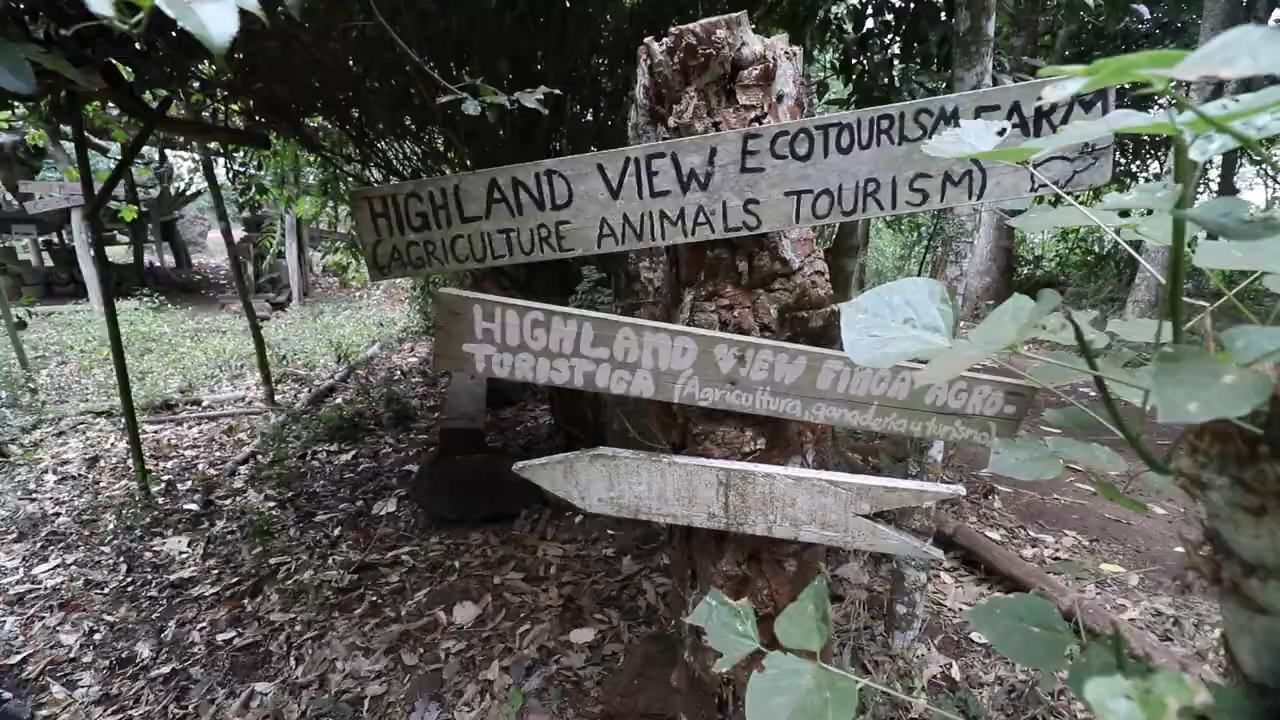 HIGHLAND VIEW ECOTOURISM FARM
(AGRICULTURE ANIMALS TOURISM)
HIGHLAND VIEW FINCA AGRO-
TURISTICA (Agricultura, ganaderia y turismo)